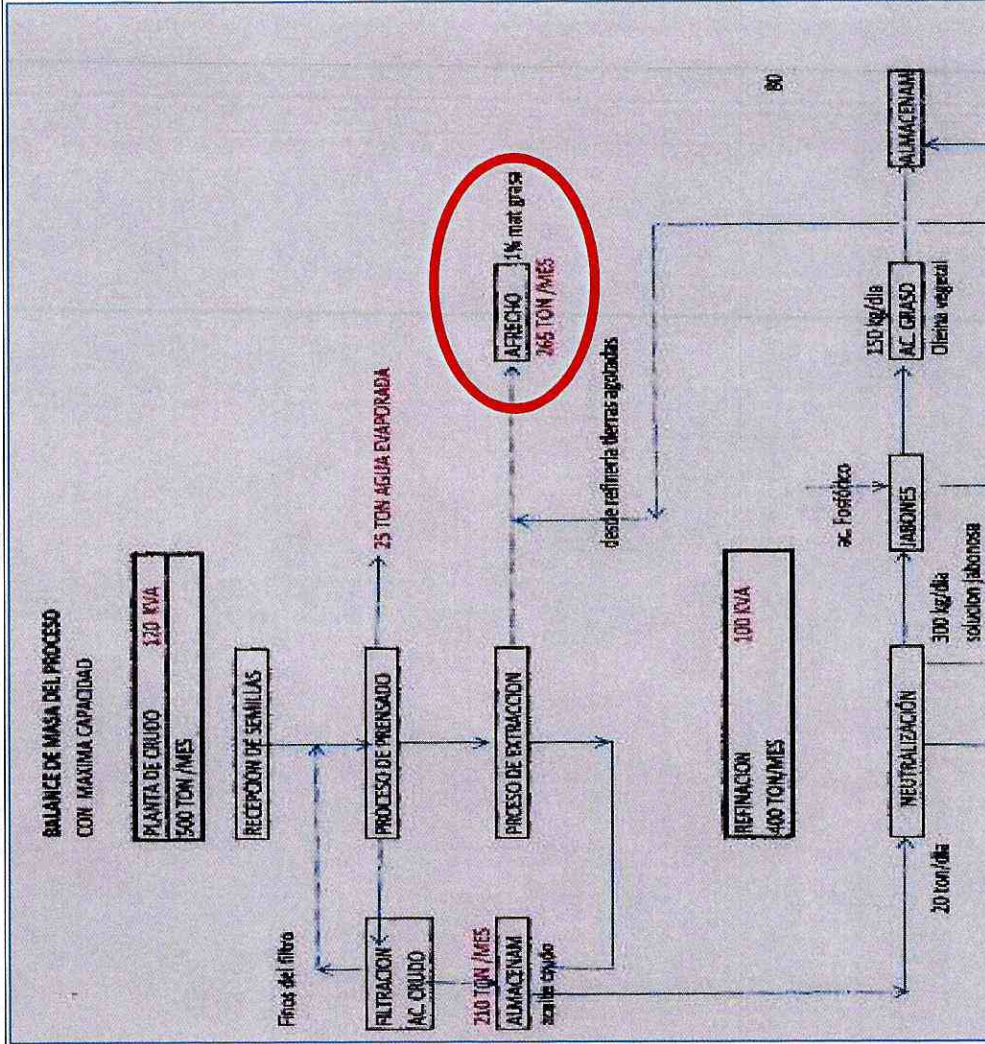 BALANCE DE MASA DEL PROCESO
CON MAXIMA CAPACIDAD
PLANTA DE CRUDO 120 KVA
500 TON/MES
RECEPCION DE SEMILLAS
Finos del filtro
FILTRACION
AC. CRUDO
PROCESO DE PRENSADO
25 TON AGUA EVAPORADA
210 TON /MES
ALMACENAM
aceite crudo
PRCESO DE EXTRACCION
AFRECHO
1% mat grasa
265 TON /MES
desde refineria tierras agotadas
REFINACION 100 KVA
400 TON/MES
ac. Fosfórico
80
20 ton/dia
NEUTRALIZACIÓN
300 kg/dia
solucion jabonosa
JABONES
150 kg/dia
AC. GRASO
Oleina vegetal
ALMACENAM